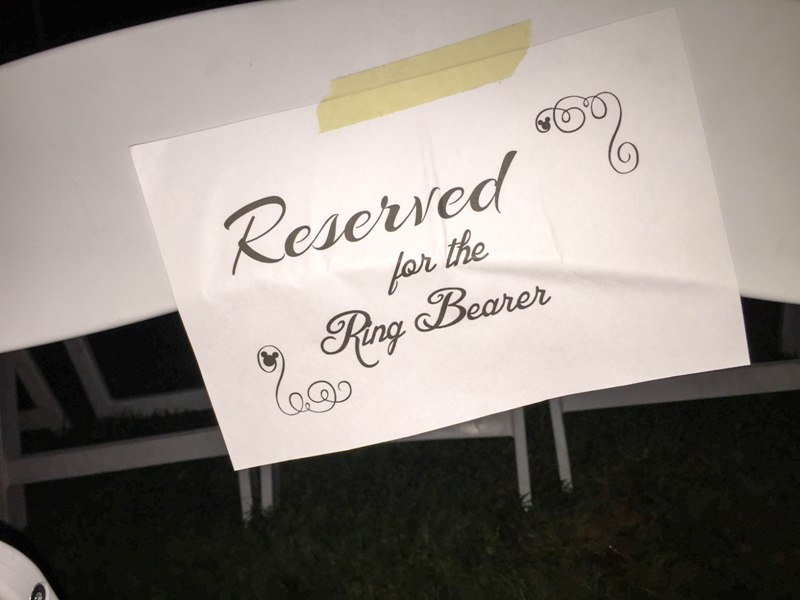 Reserved
for the
Ring Bearer